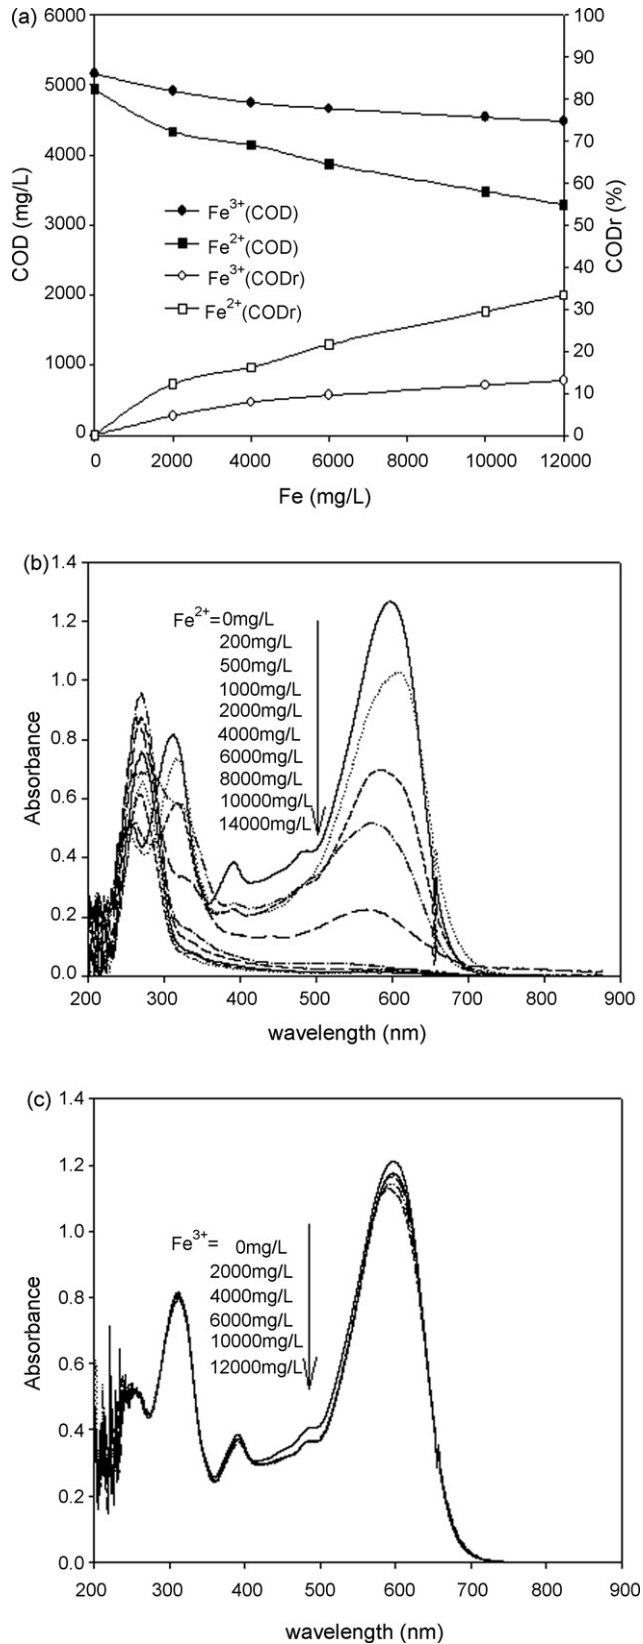 (a)
6000
5000
4000
3000
2000
1000
0
COD (mg/L)
100
90
80
70
60
50
40
30
20
10
0
CODr (%)
Fe3+(COD)
Fe2+(COD)
Fe3+(CODr)
Fe2+(CODr)
0 2000 4000 6000 8000 10000 12000
Fe (mg/L)
(b)
1.4
1.2
1.0
0.8
0.6
0.4
0.2
0.0
Absorbance
Fe2+=0mg/L
200mg/L
500mg/L
1000mg/L
2000mg/L
4000mg/L
6000mg/L
8000mg/L
10000mg/L
14000mg/L
200 300 400 500 600 700 800 900
wavelength (nm)
(c)
1.4
1.2
1.0
0.8
0.6
0.4
0.2
0.0
Absorbance
Fe3+= 0mg/L
2000mg/L
4000mg/L
6000mg/L
10000mg/L
12000mg/L
200 300 400 500 600 700 800 900
wavelength (nm)